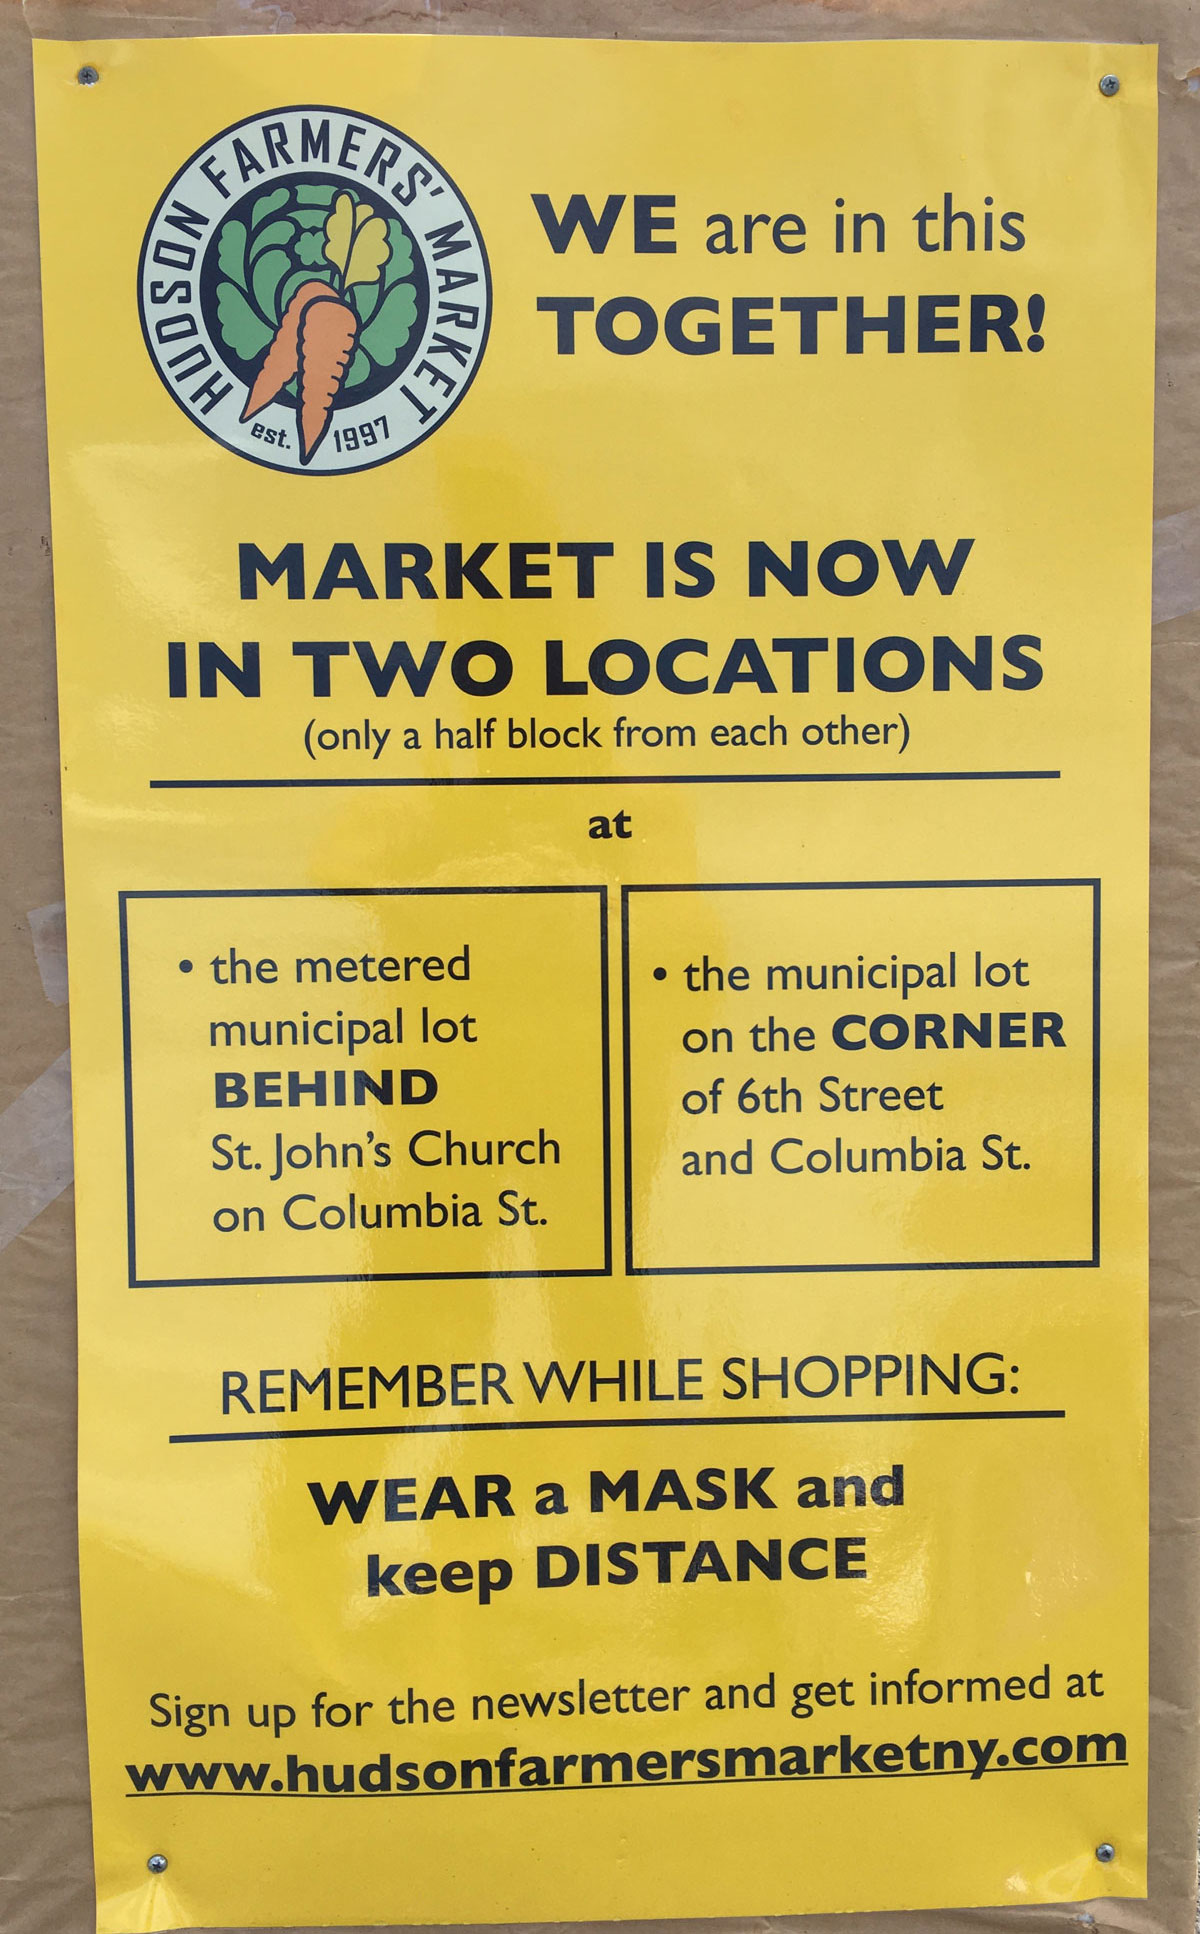 HUDSON FARMERS' MARKET
est. 1997
WE are in this
TOGETHER!
MARKET IS NOW
IN TWO LOCATIONS
(only a half block from each other)
at
• the metered
municipal lot
BEHIND
St. John's Church
on Columbia St.
• the municipal lot
on the CORNER
of 6th Street
and Columbia St.
REMEMBER WHILE SHOPPING:
WEAR a MASK and
keep DISTANCE
Sign up for the newsletter and get informed at
www.hudsonfarmersmarketny.com